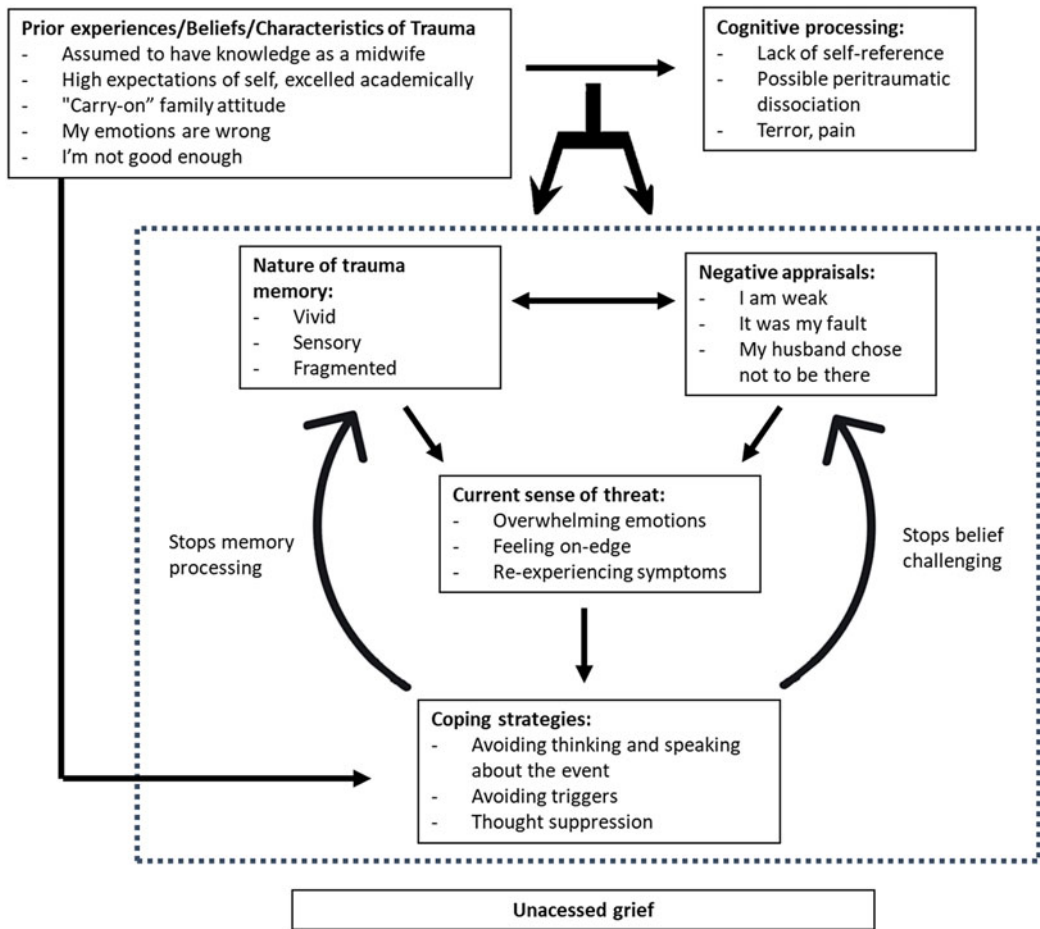 Prior experiences/Beliefs/Characteristics of Trauma
- Assumed to have knowledge as a midwife
- High expectations of self, excelled academically
- "Carry-on” family attitude
- My emotions are wrong
- I’m not good enough
Cognitive processing:
- Lack of self-reference
- Possible peritraumatic
dissociation
- Terror, pain
Nature of trauma
memory:
- Vivid
- Sensory
- Fragmented
Negative appraisals:
- I am weak
- It was my fault
- My husband chose
not to be there
Current sense of threat:
- Overwhelming emotions
- Feeling on-edge
- Re-experiencing symptoms
Stops memory
processing
Stops belief
challenging
Coping strategies:
- Avoiding thinking and speaking
about the event
- Avoiding triggers
- Thought suppression
Unacessed grief